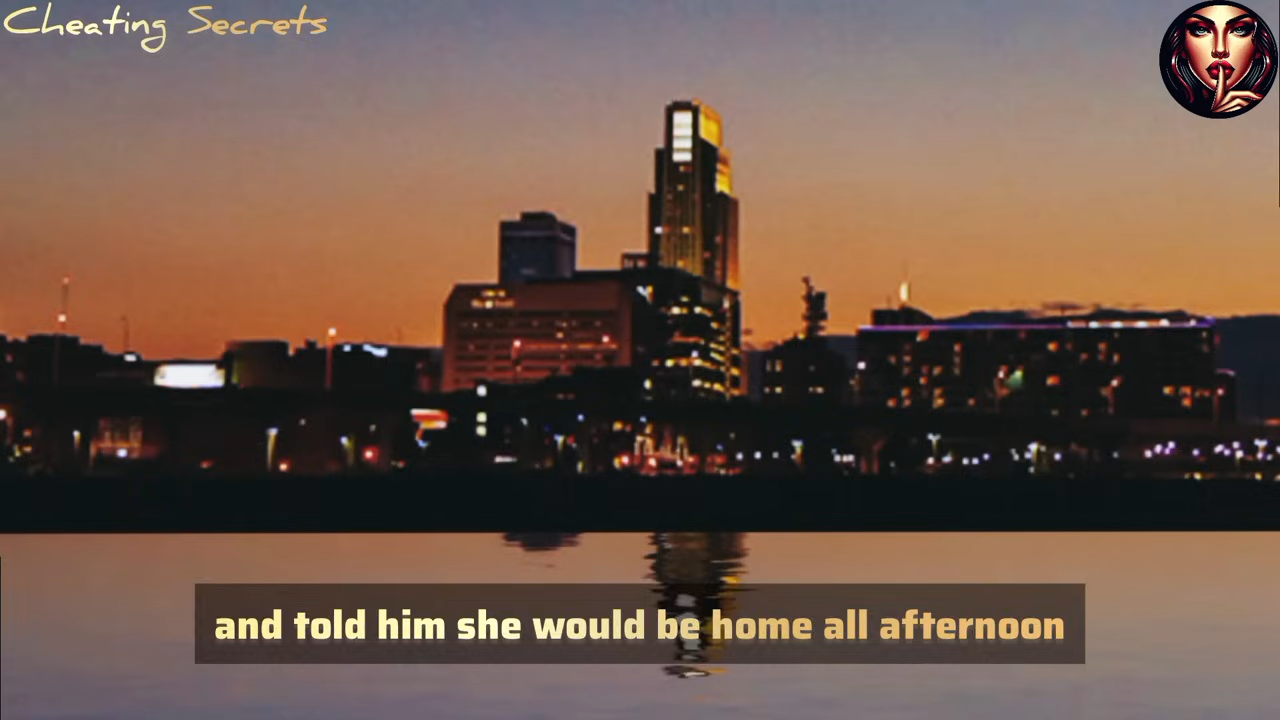 Cheating Secrets
and told him she would be home all afternoon